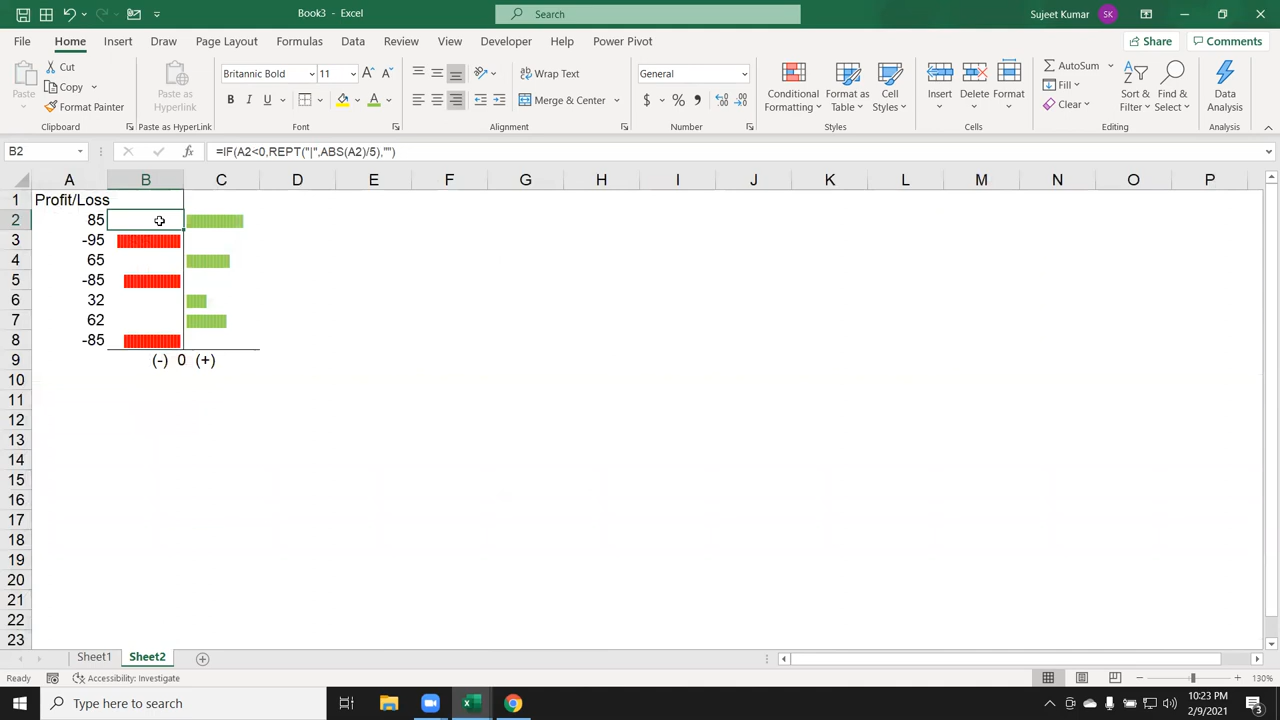 Book3 - Excel
Search
Sujeet Kumar
SK
File Home Insert Draw Page Layout Formulas Data Review View Developer Help Power Pivot
Share
Comments
Paste
Cut
Copy
Format Painter
Clipboard
Paste as Hyperlink
Paste as HyperLink
Britannic Bold 11
B I U
Font
Wrap Text
Merge & Center
Alignment
General
$ % 9
Number
Conditional Formatting
Format as Table
Cell Styles
Styles
Insert
Delete
Format
Cells
AutoSum
Fill
Clear
Sort & Filter
Find & Select
Editing
Data Analysis
Analysis
B2 fx =IF(A2<0,REPT("|",ABS(A2)/5),"")
A B C D E F G H I J K L M N O P
1 Profit/Loss
2 85
3 -95
4 65
5 -85
6 32
7 62
8 -85
9 (-) 0 (+)
10
11
12
13
14
15
16
17
18
19
20
21
22
23
Sheet1 Sheet2
Ready Accessibility: Investigate 130%
Type here to search
10:23 PM
2/9/2021
3